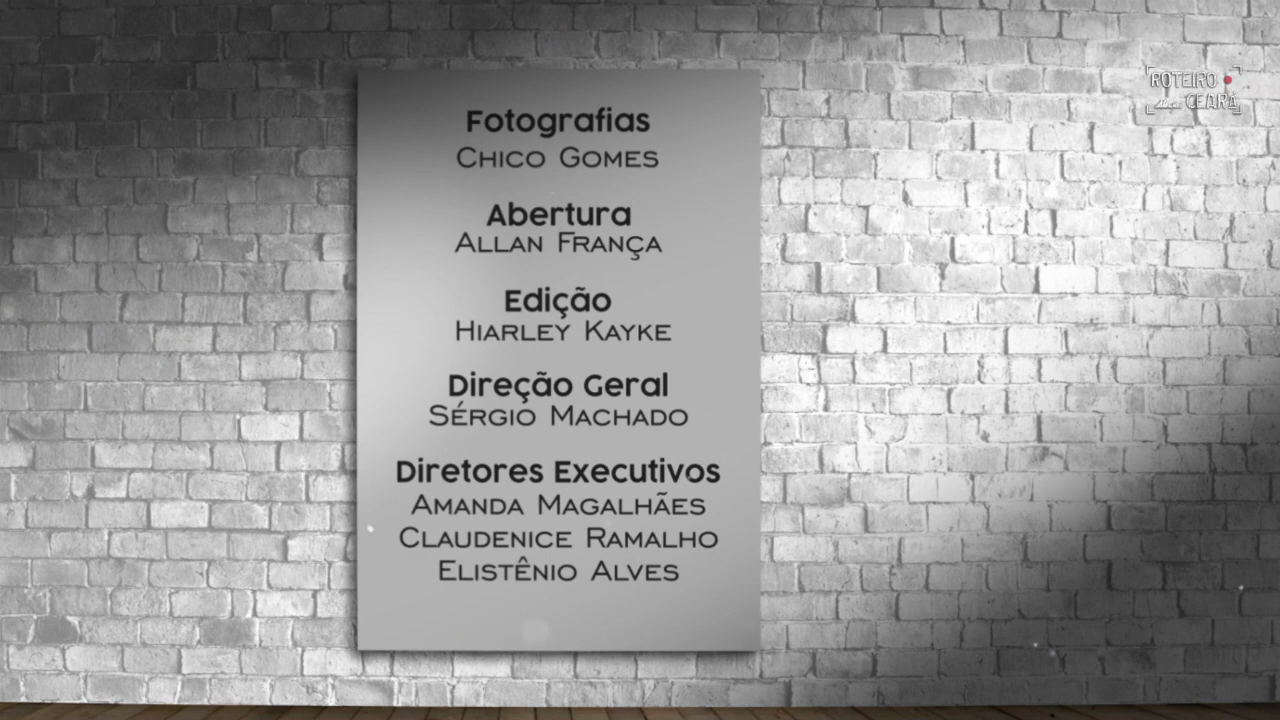 Fotografias
CHICO GOMES
Abertura
ALLAN FRANÇA
Edição
HIARLEY KAYKE
Direção Geral
SÉRGIO MACHADO
Diretores Executivos
AMANDA MAGALHÃES
CLAUDENICE RAMALHO
ELISTÊNIO ALVES
ROTEIRO
CEARÁ